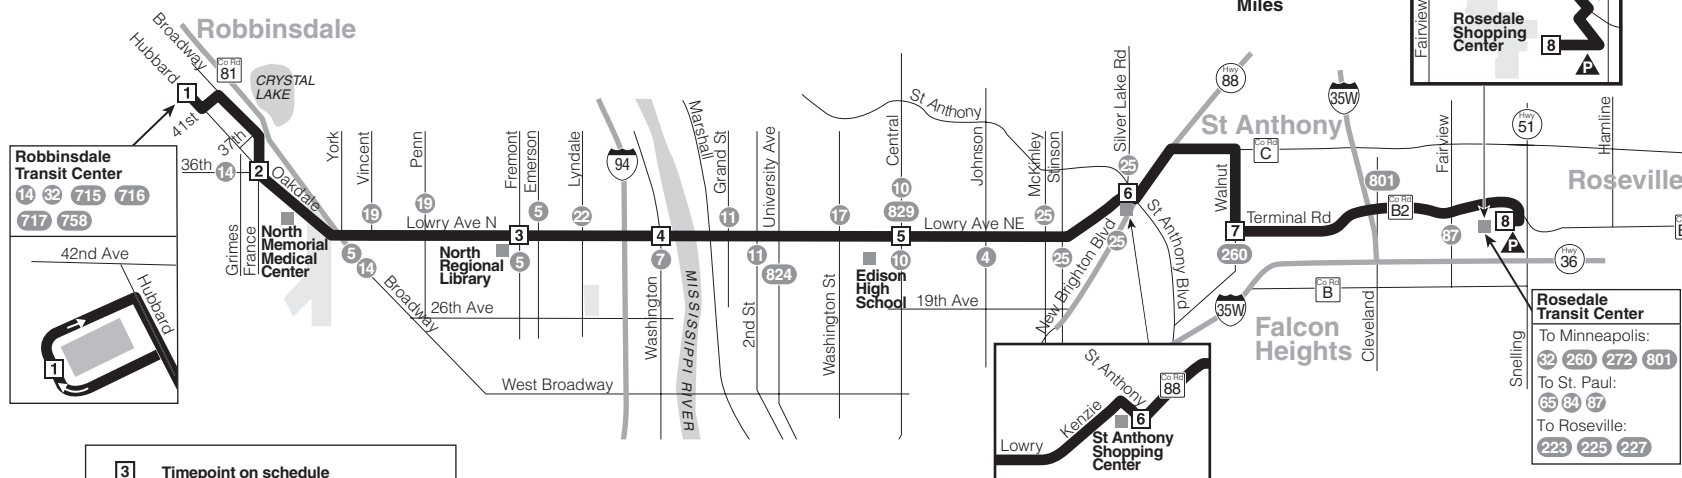 Miles
Robbinsdale
Broadway
Hubbard
Co Rd
81
CRYSTAL
LAKE
1
41st
37th
36th
14
2
Oakdale
Robbinsdale
Transit Center
14 32 715 716
717 758
42nd Ave
Hubbard
1
Grimes
France
North
Memorial
Medical
Center
York
Vincent
19
Penn
19
Lowry Ave N
5
14
Broadway
North
Regional
Library
26th Ave
Fremont
Emerson
5
3
5
Lyndale
22
94
4
7
Washington
MISSISSIPPI RIVER
Marshall
Grand St
11
University Ave
11
824
2nd St
West Broadway
17
Washington St
Central
10
829
5
10
Edison
High
School
Lowry Ave NE
19th Ave
St Anthony
Johnson
4
McKinley
Stinson
25
25
Silver Lake Rd
25
6
New Brighton Blvd
25
St Anthony Blvd
Hwy
88
St Anthony
Co Rd
C
Walnut
7
260
Terminal Rd
35W
35W
801
Co Rd
B2
Co Rd
B
Falcon
Heights
Cleveland
Fairview
87
Hwy
51
Hamline
Roseville
8
P
Hwy
36
Snelling
Fairview
Rosedale
Shopping
Center
8
P
Rosedale
Transit Center
To Minneapolis:
32 260 272 801
To St. Paul:
65 84 87
To Roseville:
223 225 227
St Anthony
Co Rd
88
Kenzie
6
Lowry
St Anthony
Shopping
Center
3 Timepoint on schedule